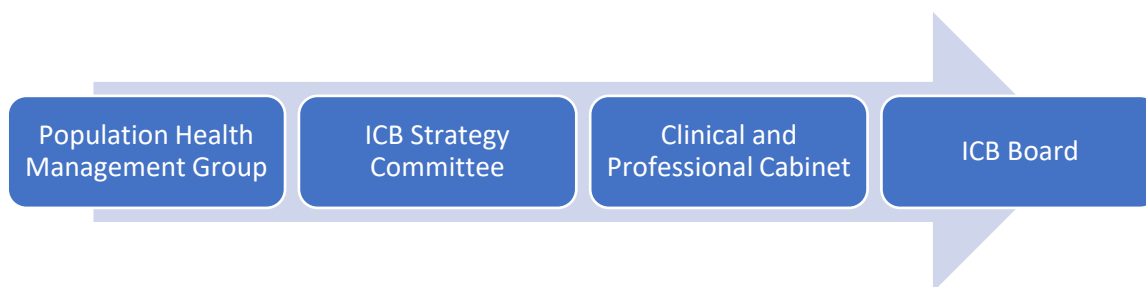 Population Health
Management Group
ICB Strategy
Committee
Clinical and
Professional Cabinet
ICB Board